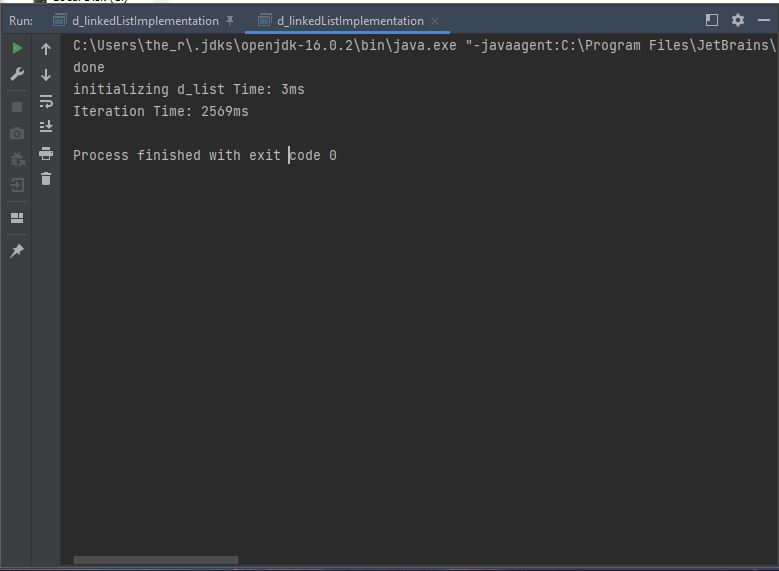 Run: d_linkedListImplementation d_linkedListImplementation
C:\Users\the_r\.jdks\openjdk-16.0.2\bin\java.exe "-javaagent:C:\Program Files\JetBrains\
done
initializing d_list Time: 3ms
Iteration Time: 2569ms
Process finished with exit code 0